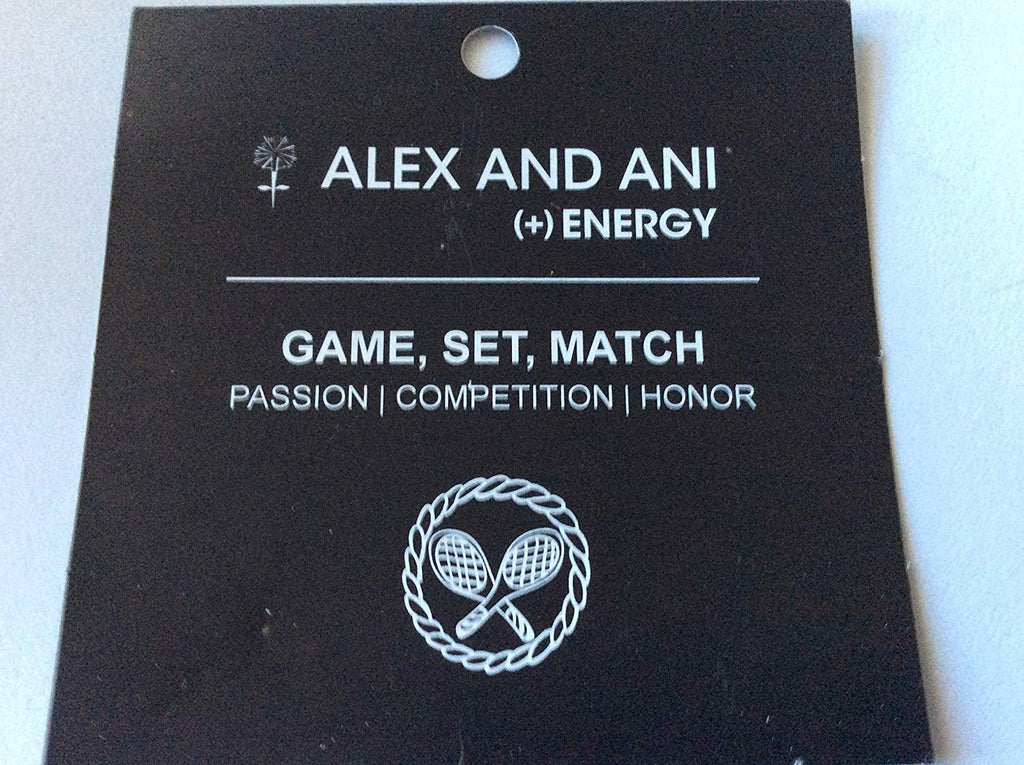 ALEX AND ANI
(+) ENERGY
GAME, SET, MATCH
PASSION | COMPETITION | HONOR